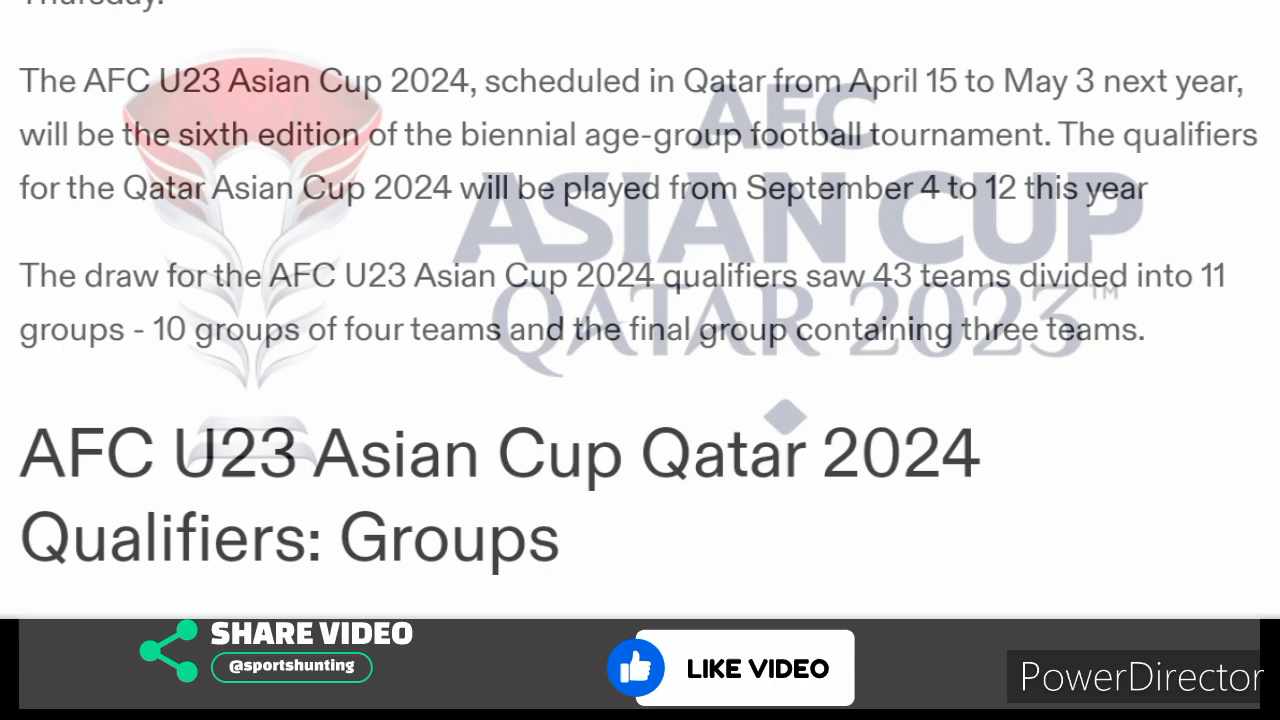 Thursday.
The AFC U23 Asian Cup 2024, scheduled in Qatar from April 15 to May 3 next year,
will be the sixth edition of the biennial age-group football tournament. The qualifiers
for the Qatar Asian Cup 2024 will be played from September 4 to 12 this year
The draw for the AFC U23 Asian Cup 2024 qualifiers saw 43 teams divided into 11
groups - 10 groups of four teams and the final group containing three teams.
AFC
ASIAN CUP
QATAR 2023™
AFC U23 Asian Cup Qatar 2024
Qualifiers: Groups
SHARE VIDEO
@sportshunting
LIKE VIDEO
PowerDirector